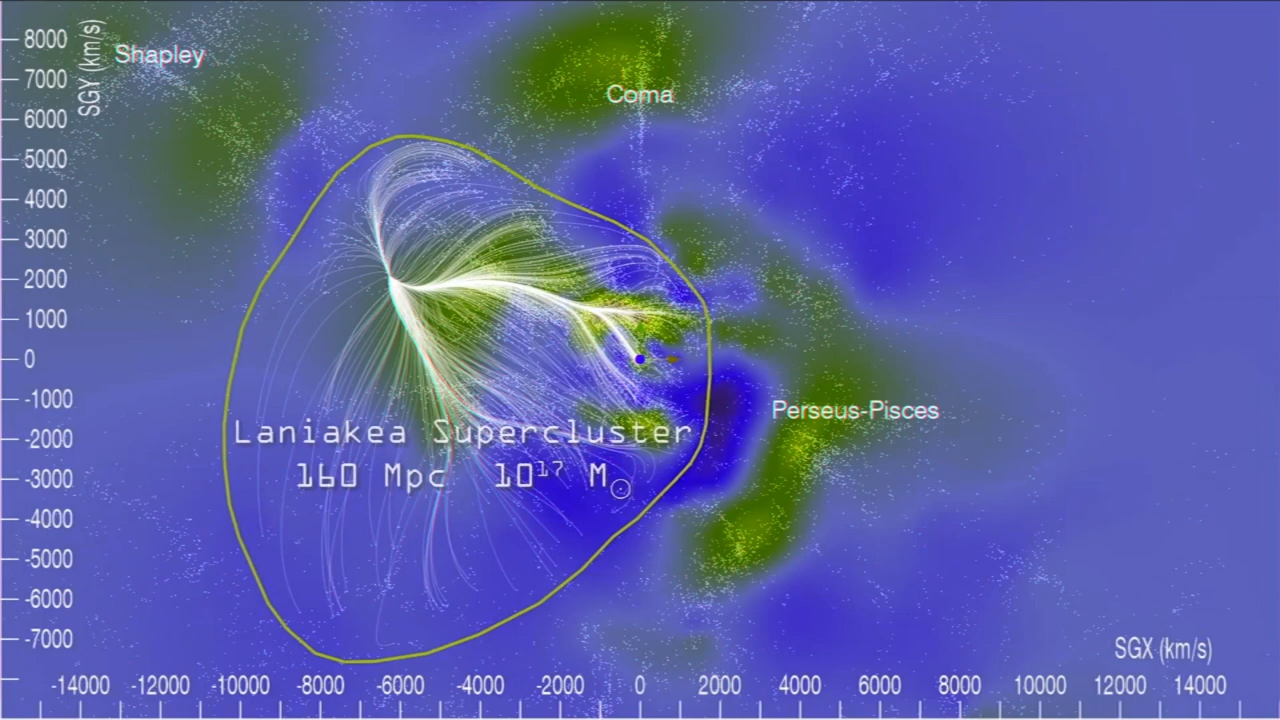 8000
Shapley
SGY (km/s)
7000
Coma
6000
5000
4000
3000
2000
1000
0
-1000
Perseus-Pisces
Laniakea Supercluster
-2000
160 Mpc 10¹⁷ M☉
-3000
-4000
-5000
-6000
-7000
SGX (km/s)
-14000 -12000 -10000 -8000 -6000 -4000 -2000 0 2000 4000 6000 8000 10000 12000 14000